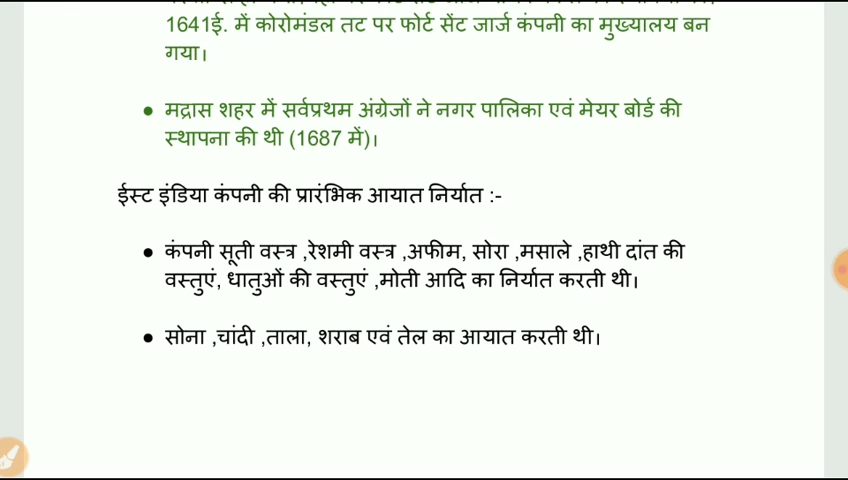 1641ई. में कोरोमंडल तट पर फोर्ट सेंट जार्ज कंपनी का मुख्यालय बन
गया।
● मद्रास शहर में सर्वप्रथम अंग्रेजों ने नगर पालिका एवं मेयर बोर्ड की
स्थापना की थी (1687 में)।
ईस्ट इंडिया कंपनी की प्रारंभिक आयात निर्यात :-
● कंपनी सूती वस्त्र ,रेशमी वस्त्र ,अफीम, सोरा ,मसाले ,हाथी दांत की
वस्तुएं, धातुओं की वस्तुएं ,मोती आदि का निर्यात करती थी।
● सोना ,चांदी ,ताला, शराब एवं तेल का आयात करती थी।